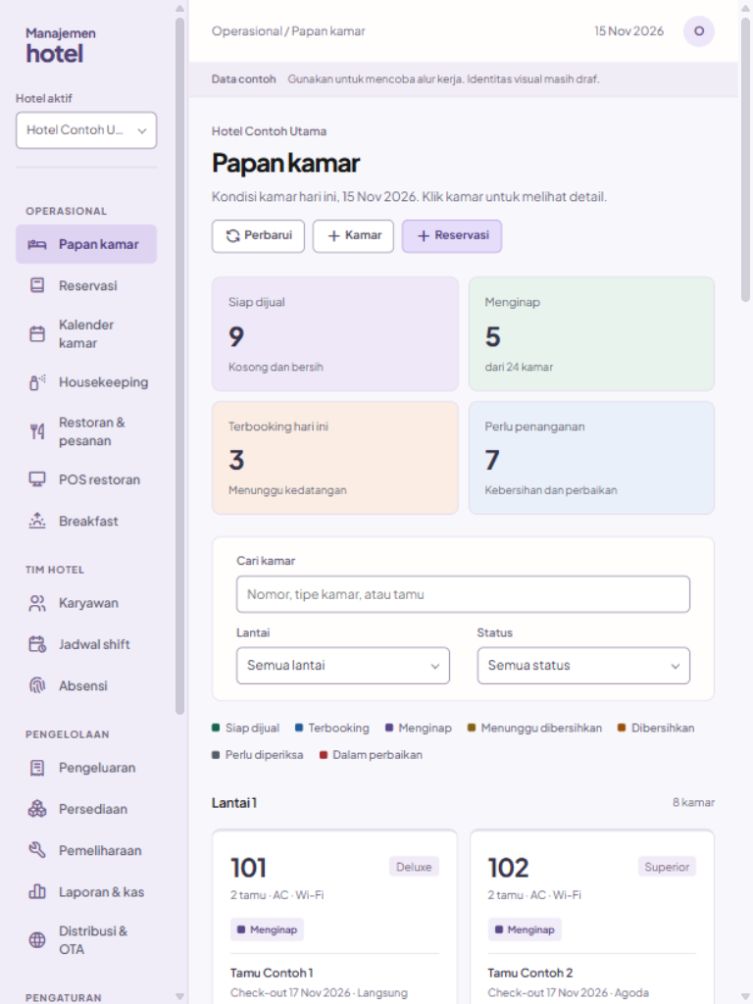 Manajemen
hotel
Hotel aktif
Hotel Contoh U...
OPERASIONAL
Papan kamar
Reservasi
Kalender
kamar
Housekeeping
Restoran &
pesanan
POS restoran
Breakfast
TIM HOTEL
Karyawan
Jadwal shift
Absensi
PENGELOLAAN
Pengeluaran
Persediaan
Pemeliharaan
Laporan & kas
Distribusi &
OTA
PENGATURAN
Operasional / Papan kamar
15 Nov 2026
O
Data contoh Gunakan untuk mencoba alur kerja. Identitas visual masih draf.
Hotel Contoh Utama
Papan kamar
Kondisi kamar hari ini, 15 Nov 2026. Klik kamar untuk melihat detail.
Perbarui
Kamar
Reservasi
Siap dijual
9
Kosong dan bersih
Menginap
5
dari 24 kamar
Terbooking hari ini
3
Menunggu kedatangan
Perlu penanganan
7
Kebersihan dan perbaikan
Cari kamar
Nomor, tipe kamar, atau tamu
Lantai
Semua lantai
Status
Semua status
Siap dijual Terbooking Menginap Menunggu dibersihkan Dibersihkan
Perlu diperiksa Dalam perbaikan
Lantai 1
8 kamar
101
Deluxe
2 tamu · AC · Wi-Fi
Menginap
Tamu Contoh 1
Check-out 17 Nov 2026 · Langsung
102
Superior
2 tamu · AC · Wi-Fi
Menginap
Tamu Contoh 2
Check-out 17 Nov 2026 · Agoda